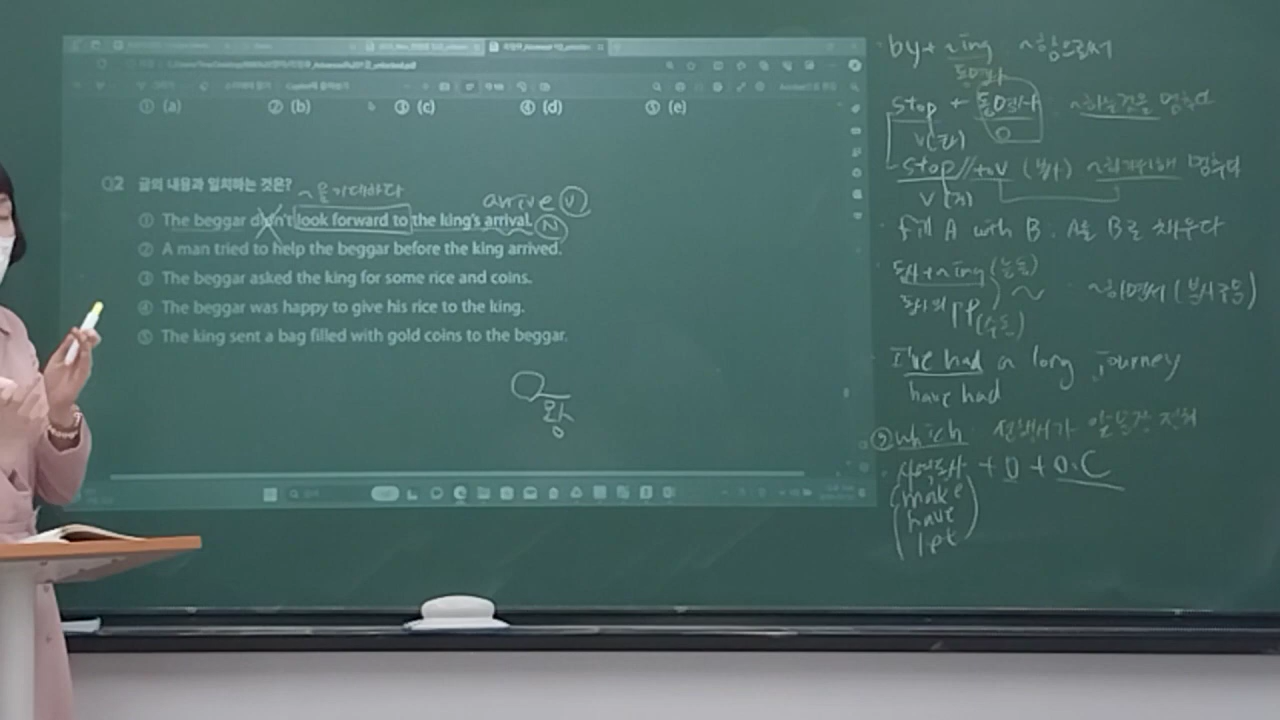 ① (a) ② (b) ③ (c) ④ (d) ⑤ (e)
Q2 글의 내용과 일치하는 것은?
~을 기대하다
arrive ⓥ
① The beggar didn't look forward to the king's arrival. Ⓝ
② A man tried to help the beggar before the king arrived.
③ The beggar asked the king for some rice and coins.
④ The beggar was happy to give his rice to the king.
⑤ The king sent a bag filled with gold coins to the beggar.
왕
by + ~ing ~함으로써
동명사
stop + 동명사 ~하는것을 멈추다
V(타)
stop // to V (부사) ~하기위해 멈추다
V(자)
fill A with B. A를 B로 채우다
동사+~ing (능동)
동사의 pp (수동) ~ ~하면서 (분사구문)
I've had a long journey
have had
which 선행사가 앞문장 전체
사역동사 + O + O.C
(make
have
let)